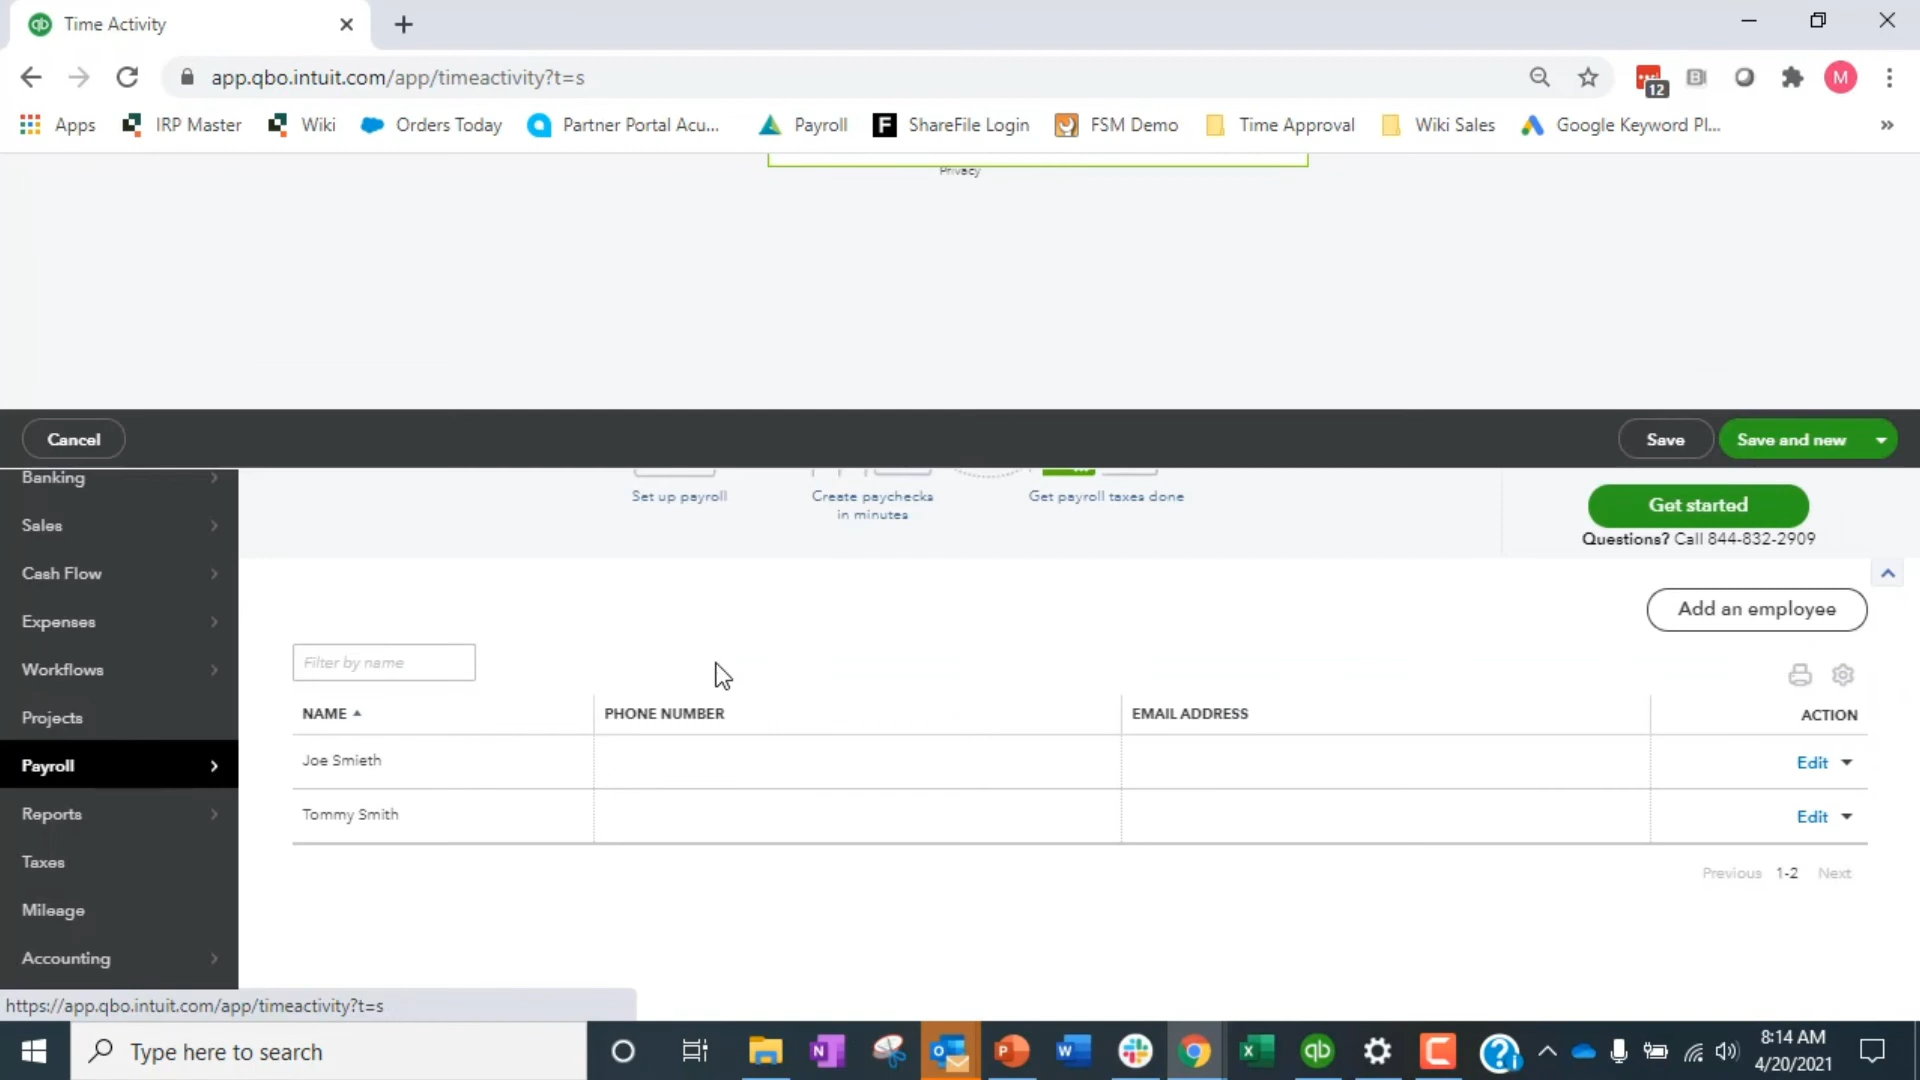 Time Activity
app.qbo.intuit.com/app/timeactivity?t=s
12
M
Apps IRP Master Wiki Orders Today Partner Portal Acu... Payroll ShareFile Login FSM Demo Time Approval Wiki Sales Google Keyword Pl... »
Privacy
Cancel Save Save and new
Banking
Sales
Cash Flow
Expenses
Workflows
Projects
Payroll
Reports
Taxes
Mileage
Accounting
Set up payroll
Create paychecks
in minutes
Get payroll taxes done
Get started
Questions? Call 844-832-2909
Add an employee
Filter by name
NAME PHONE NUMBER EMAIL ADDRESS ACTION
Joe Smieth Edit
Tommy Smith Edit
Previous 1-2 Next
https://app.qbo.intuit.com/app/timeactivity?t=s
Type here to search
8:14 AM
4/20/2021